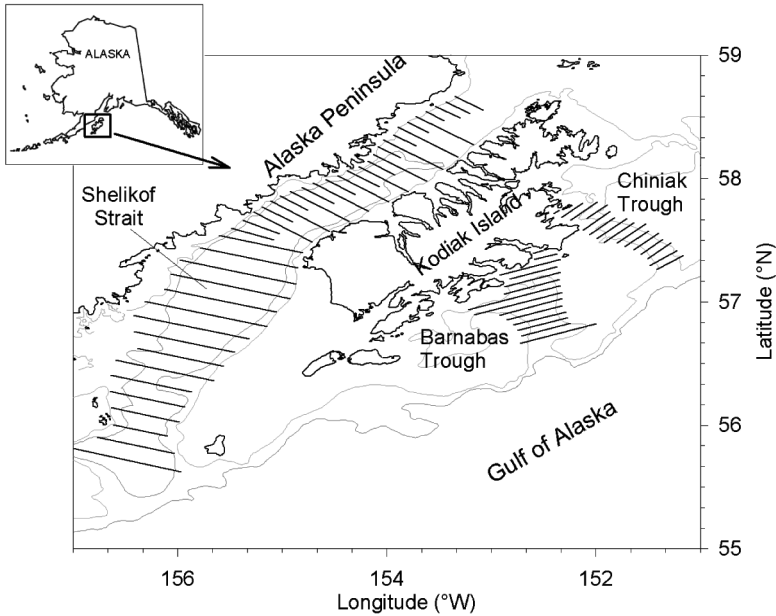 ALASKA
Alaska Peninsula
Shelikof
Strait
Kodiak Island
Chiniak
Trough
Barnabas
Trough
Gulf of Alaska
59
58
57
56
55
Latitude (°N)
156
154
152
Longitude (°W)